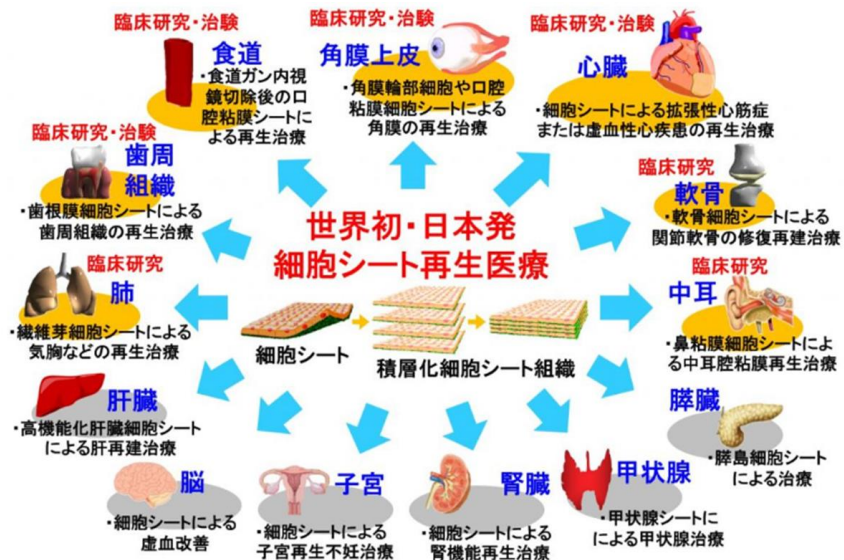 臨床研究・治験
食道
・食道ガン内視
鏡切除後の口
腔粘膜シートに
よる再生治療
臨床研究・治験
角膜上皮
・角膜輪部細胞や口腔
粘膜細胞シートによる
角膜の再生治療
臨床研究・治験
心臓
・細胞シートによる拡張性心筋症
または虚血性心疾患の再生治療
臨床研究・治験
歯周
組織
・歯根膜細胞シートによる
歯周組織の再生治療
臨床研究
軟骨
・軟骨細胞シートによる
関節軟骨の修復再建治療
世界初・日本発
細胞シート再生医療
臨床研究
肺
・繊維芽細胞シートによる
気胸などの再生治療
臨床研究
中耳
・鼻粘膜細胞シートによ
る中耳腔粘膜再生治療
細胞シート
積層化細胞シート組織
肝臓
・高機能化肝臓細胞シート
による肝再建治療
膵臓
・膵島細胞シート
による治療
脳
・細胞シートによる
虚血改善
子宮
・細胞シートによる
子宮再生不妊治療
腎臓
・細胞シートによる
腎機能再生治療
甲状腺
・甲状腺シートに
による甲状腺治療